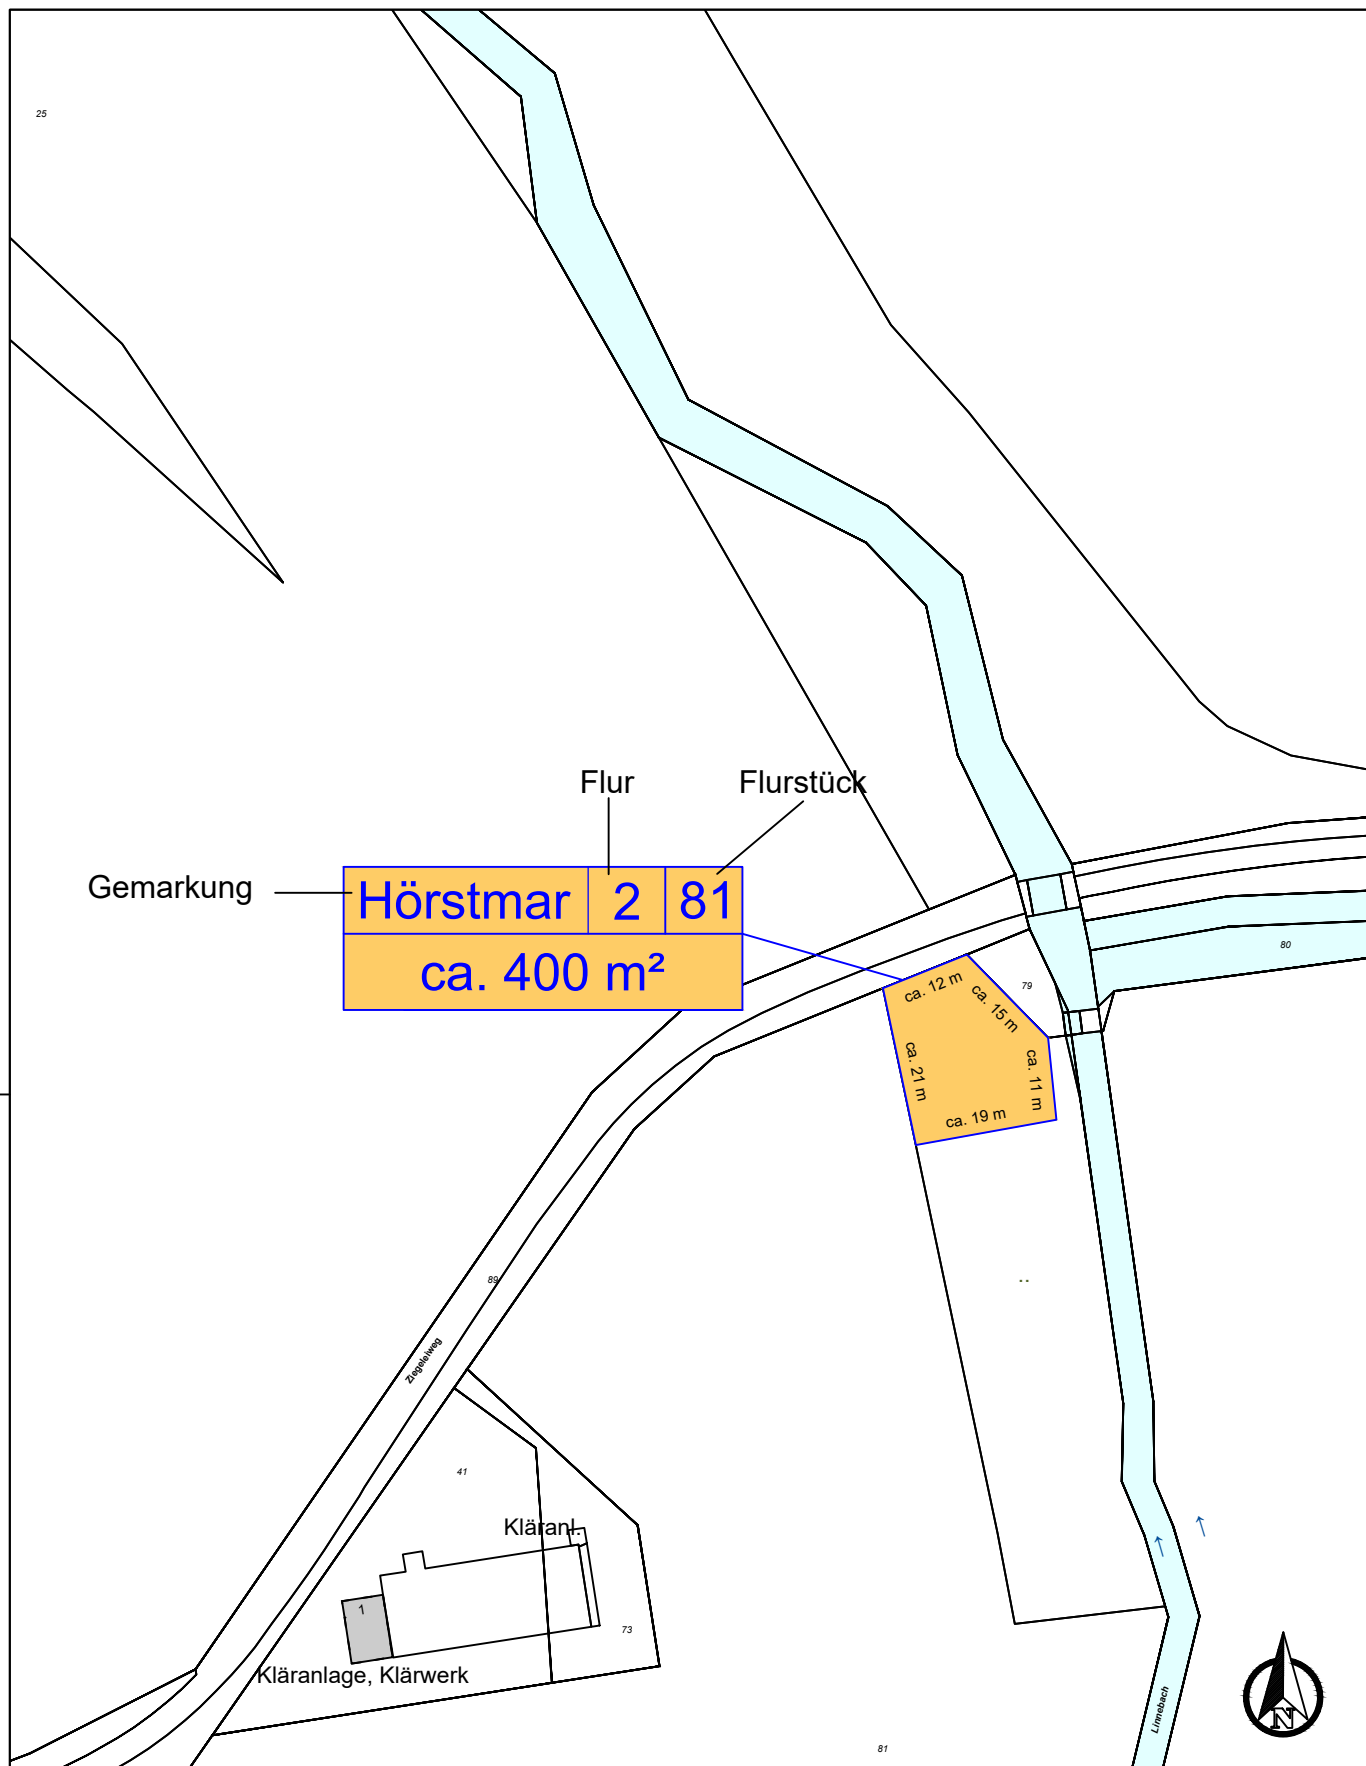 25
Flur
Flurstück
Gemarkung
Hörstmar 2 81
ca. 400 m²
80
79
ca. 12 m
ca. 15 m
ca. 21 m
ca. 11 m
ca. 19 m
89
Ziegeleiweg
41
Kläranl.
1
73
Kläranlage, Klärwerk
Linnebach
N
81